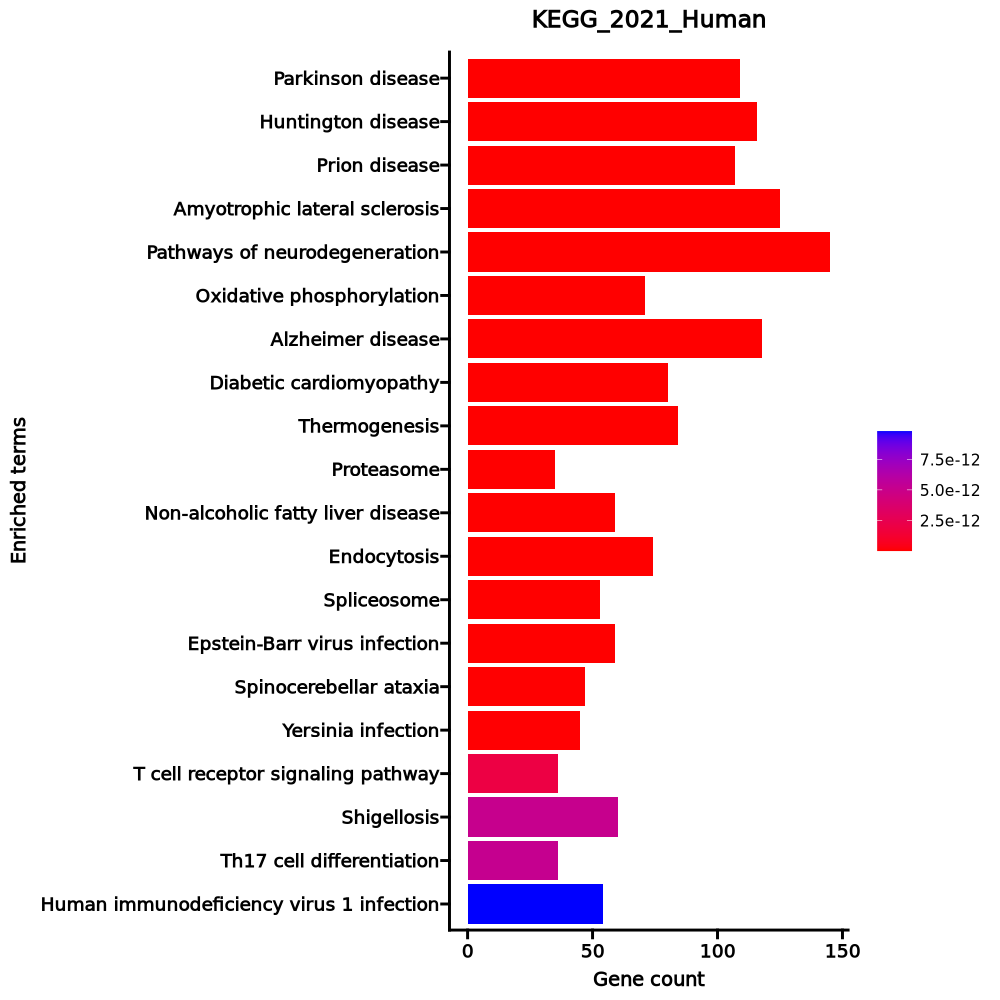 KEGG_2021_Human
Parkinson disease
Huntington disease
Prion disease
Amyotrophic lateral sclerosis
Pathways of neurodegeneration
Oxidative phosphorylation
Alzheimer disease
Diabetic cardiomyopathy
Thermogenesis
Proteasome
Non-alcoholic fatty liver disease
Endocytosis
Spliceosome
Epstein-Barr virus infection
Spinocerebellar ataxia
Yersinia infection
T cell receptor signaling pathway
Shigellosis
Th17 cell differentiation
Human immunodeficiency virus 1 infection
Enriched terms
0 50 100 150
Gene count
7.5e-12
5.0e-12
2.5e-12